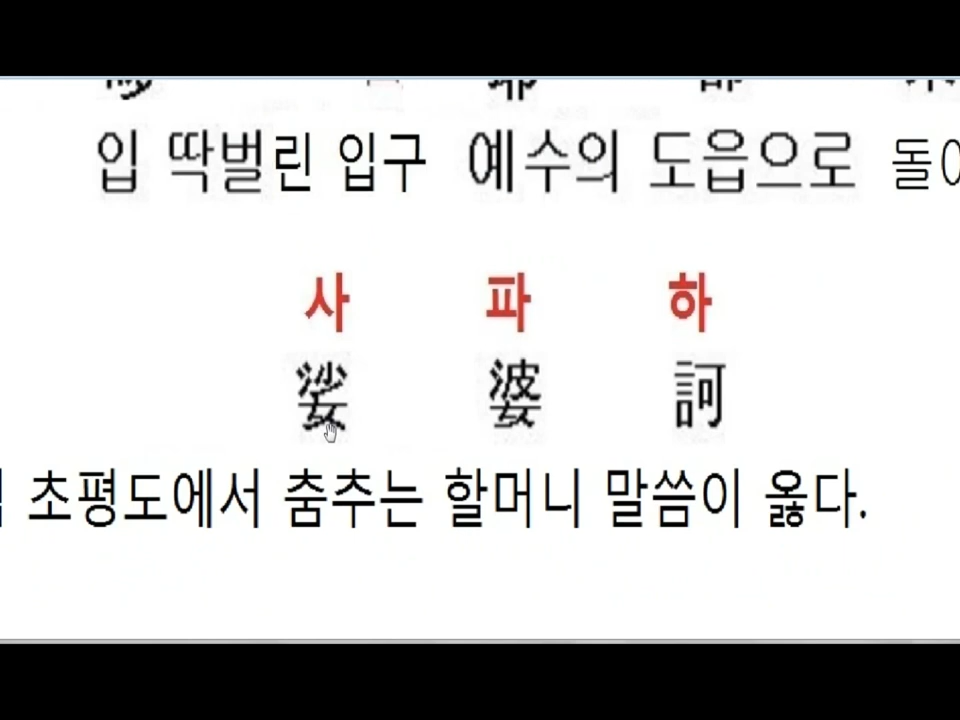 입 딱벌린 입구 예수의 도읍으로
사 파 하
娑 婆 訶
초평도에서 춤추는 할머니 말씀이 옳다.